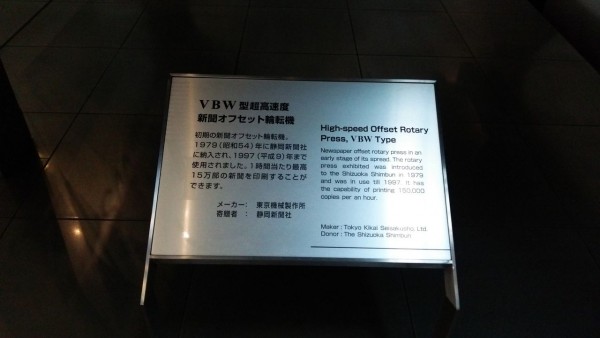 VBW型超高速度
新聞オフセット輪転機
初期の新聞オフセット輪転機。
1979(昭和54)年に静岡新聞社
に納入され、1997(平成9)年まで
使用されました。1時間当たり最高
15万部の新聞を印刷することが
できます。
メーカー: 東京機械製作所
寄贈者 : 静岡新聞社
High-speed Offset Rotary
Press, VBW Type
Newspaper offset rotary press in an
early stage of its spread. The rotary
press exhibited was introduced
to the Shizuoka Shimbun in 1979
and was in use till 1997. It has
the capability of printing 150,000
copies per an hour.
Maker : Tokyo Kikai Seisakusho, Ltd.
Donor : The Shizuoka Shimbun